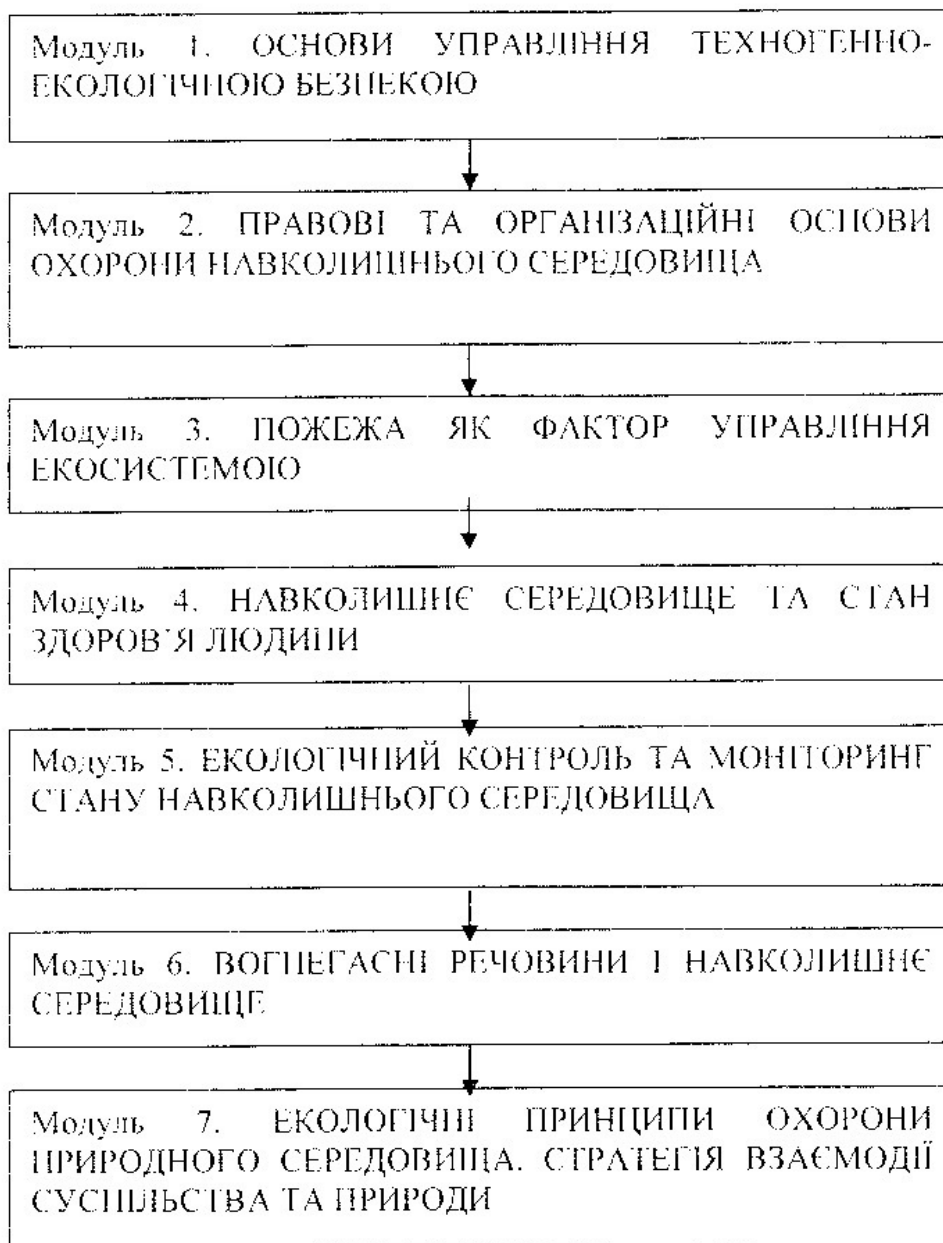 Модуль 1. ОСНОВИ УПРАВЛІННЯ ТЕХНОГЕННО-
ЕКОЛОГІЧНОЮ БЕЗПЕКОЮ
Модуль 2. ПРАВОВІ ТА ОРГАНІЗАЦІЙНІ ОСНОВИ
ОХОРОНИ НАВКОЛИШНЬОГО СЕРЕДОВИЩА
Модуль 3. ПОЖЕЖА ЯК ФАКТОР УПРАВЛІННЯ
ЕКОСИСТЕМОЮ
Модуль 4. НАВКОЛИШНЄ СЕРЕДОВИЩЕ ТА СТАН
ЗДОРОВ'Я ЛЮДИНИ
Модуль 5. ЕКОЛОГІЧНИЙ КОНТРОЛЬ ТА МОНІТОРИНГ
СТАНУ НАВКОЛИШНЬОГО СЕРЕДОВИЩА
Модуль 6. ВОГНЕГАСНІ РЕЧОВИНИ І НАВКОЛИШНЄ
СЕРЕДОВИЩЕ
Модуль 7. ЕКОЛОГІЧНІ ПРИНЦИПИ ОХОРОНИ
ПРИРОДНОГО СЕРЕДОВИЩА. СТРАТЕГІЯ ВЗАЄМОДІЇ
СУСПІЛЬСТВА ТА ПРИРОДИ